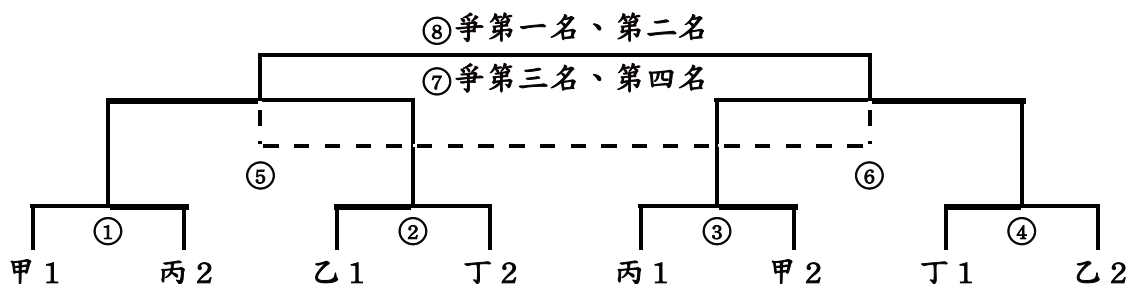 ⑧爭第一名、第二名
⑦爭第三名、第四名
⑤ ⑥
① ② ③ ④
甲1 丙2 乙1 丁2 丙1 甲2 丁1 乙2